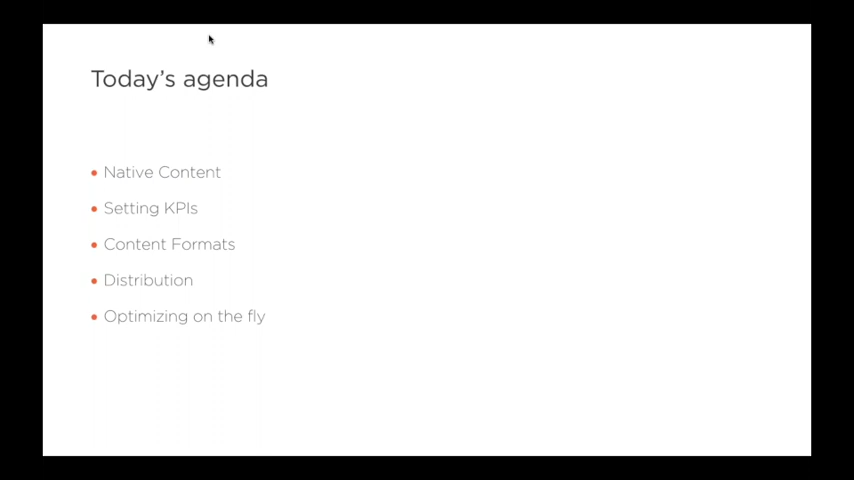 Today’s agenda
• Native Content
• Setting KPIs
• Content Formats
• Distribution
• Optimizing on the fly